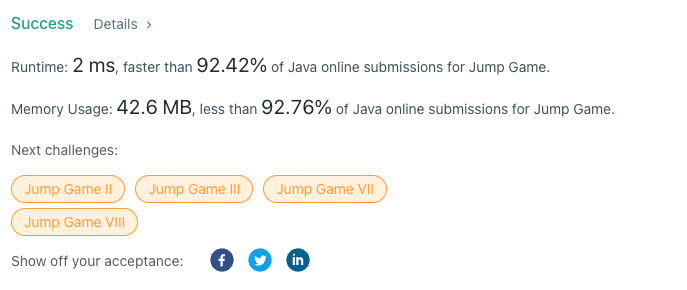 Success Details >
Runtime: 2 ms, faster than 92.42% of Java online submissions for Jump Game.
Memory Usage: 42.6 MB, less than 92.76% of Java online submissions for Jump Game.
Next challenges:
Jump Game II Jump Game III Jump Game VII
Jump Game VIII
Show off your acceptance: f in